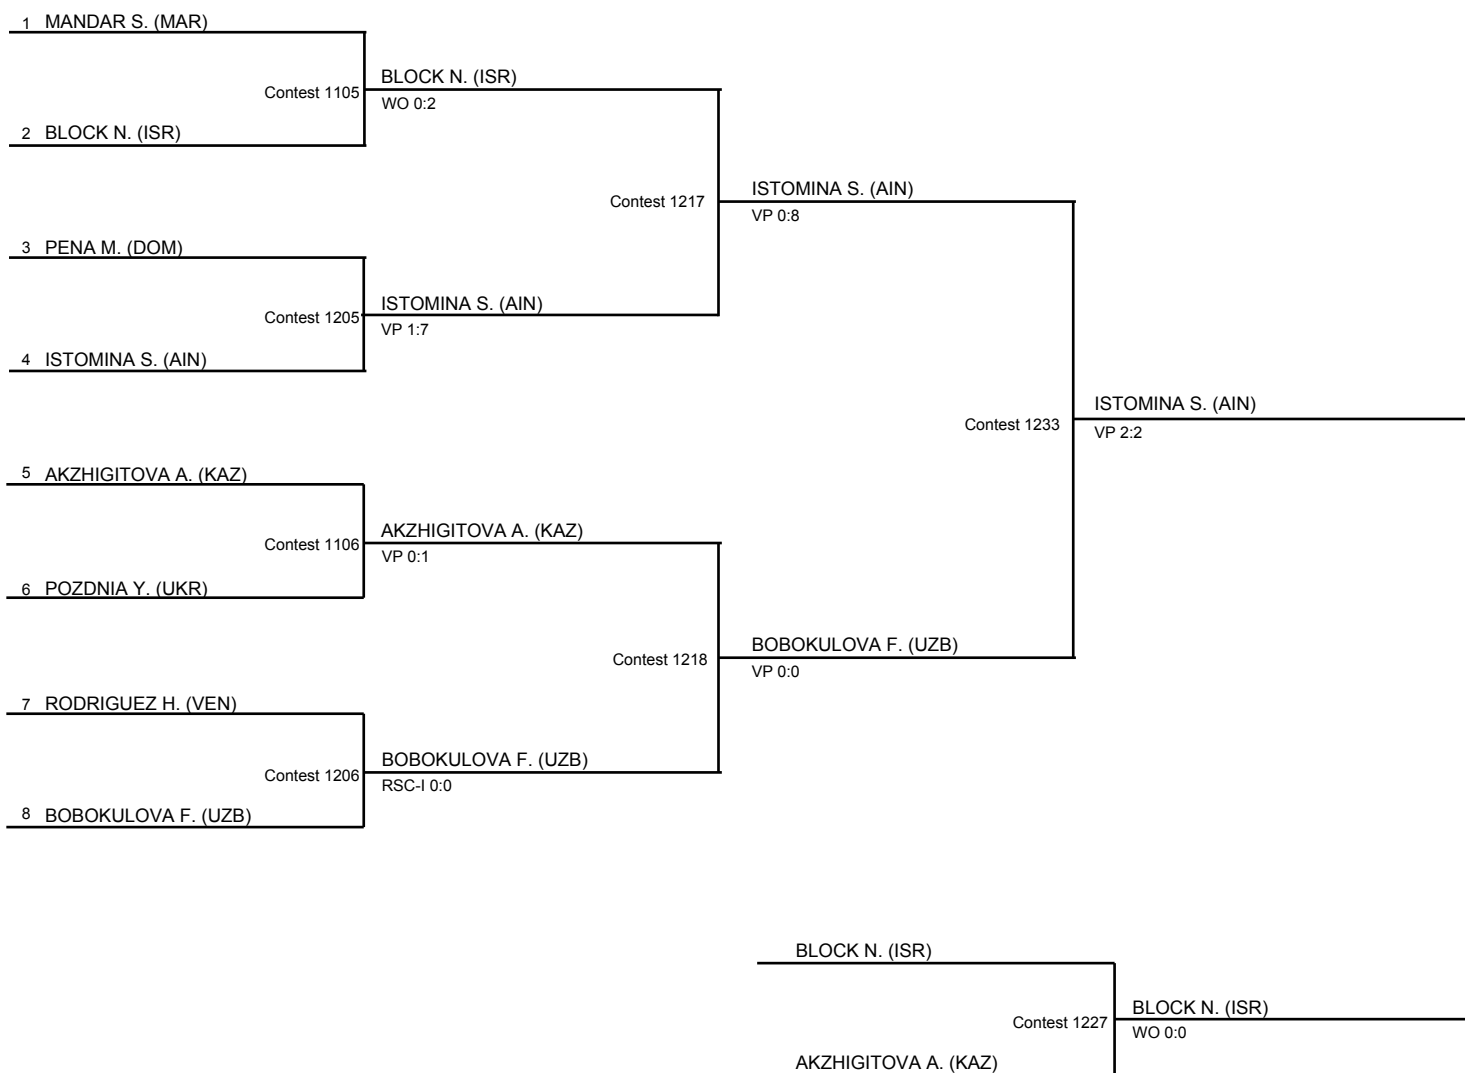 1 MANDAR S. (MAR)
BLOCK N. (ISR)
Contest 1105
WO 0:2
2 BLOCK N. (ISR)
ISTOMINA S. (AIN)
Contest 1217
VP 0:8
3 PENA M. (DOM)
ISTOMINA S. (AIN)
Contest 1205
VP 1:7
4 ISTOMINA S. (AIN)
ISTOMINA S. (AIN)
Contest 1233
VP 2:2
5 AKZHIGITOVA A. (KAZ)
AKZHIGITOVA A. (KAZ)
Contest 1106
VP 0:1
6 POZDNIA Y. (UKR)
BOBOKULOVA F. (UZB)
Contest 1218
VP 0:0
7 RODRIGUEZ H. (VEN)
BOBOKULOVA F. (UZB)
Contest 1206
RSC-I 0:0
8 BOBOKULOVA F. (UZB)
BLOCK N. (ISR)
BLOCK N. (ISR)
Contest 1227
WO 0:0
AKZHIGITOVA A. (KAZ)